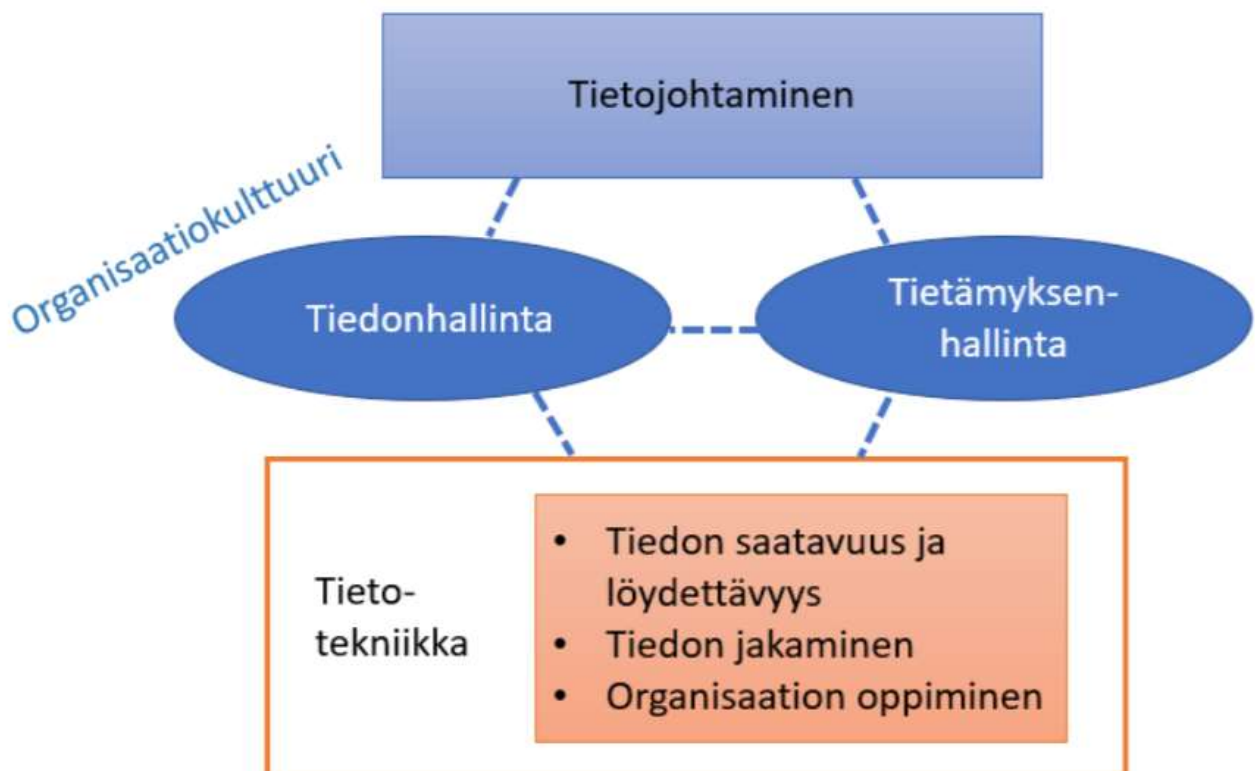 Tietojohtaminen
Organisaatiokulttuuri
Tiedonhallinta
Tietämyksen-
hallinta
Tieto-
tekniikka
• Tiedon saatavuus ja
löydettävyys
• Tiedon jakaminen
• Organisaation oppiminen